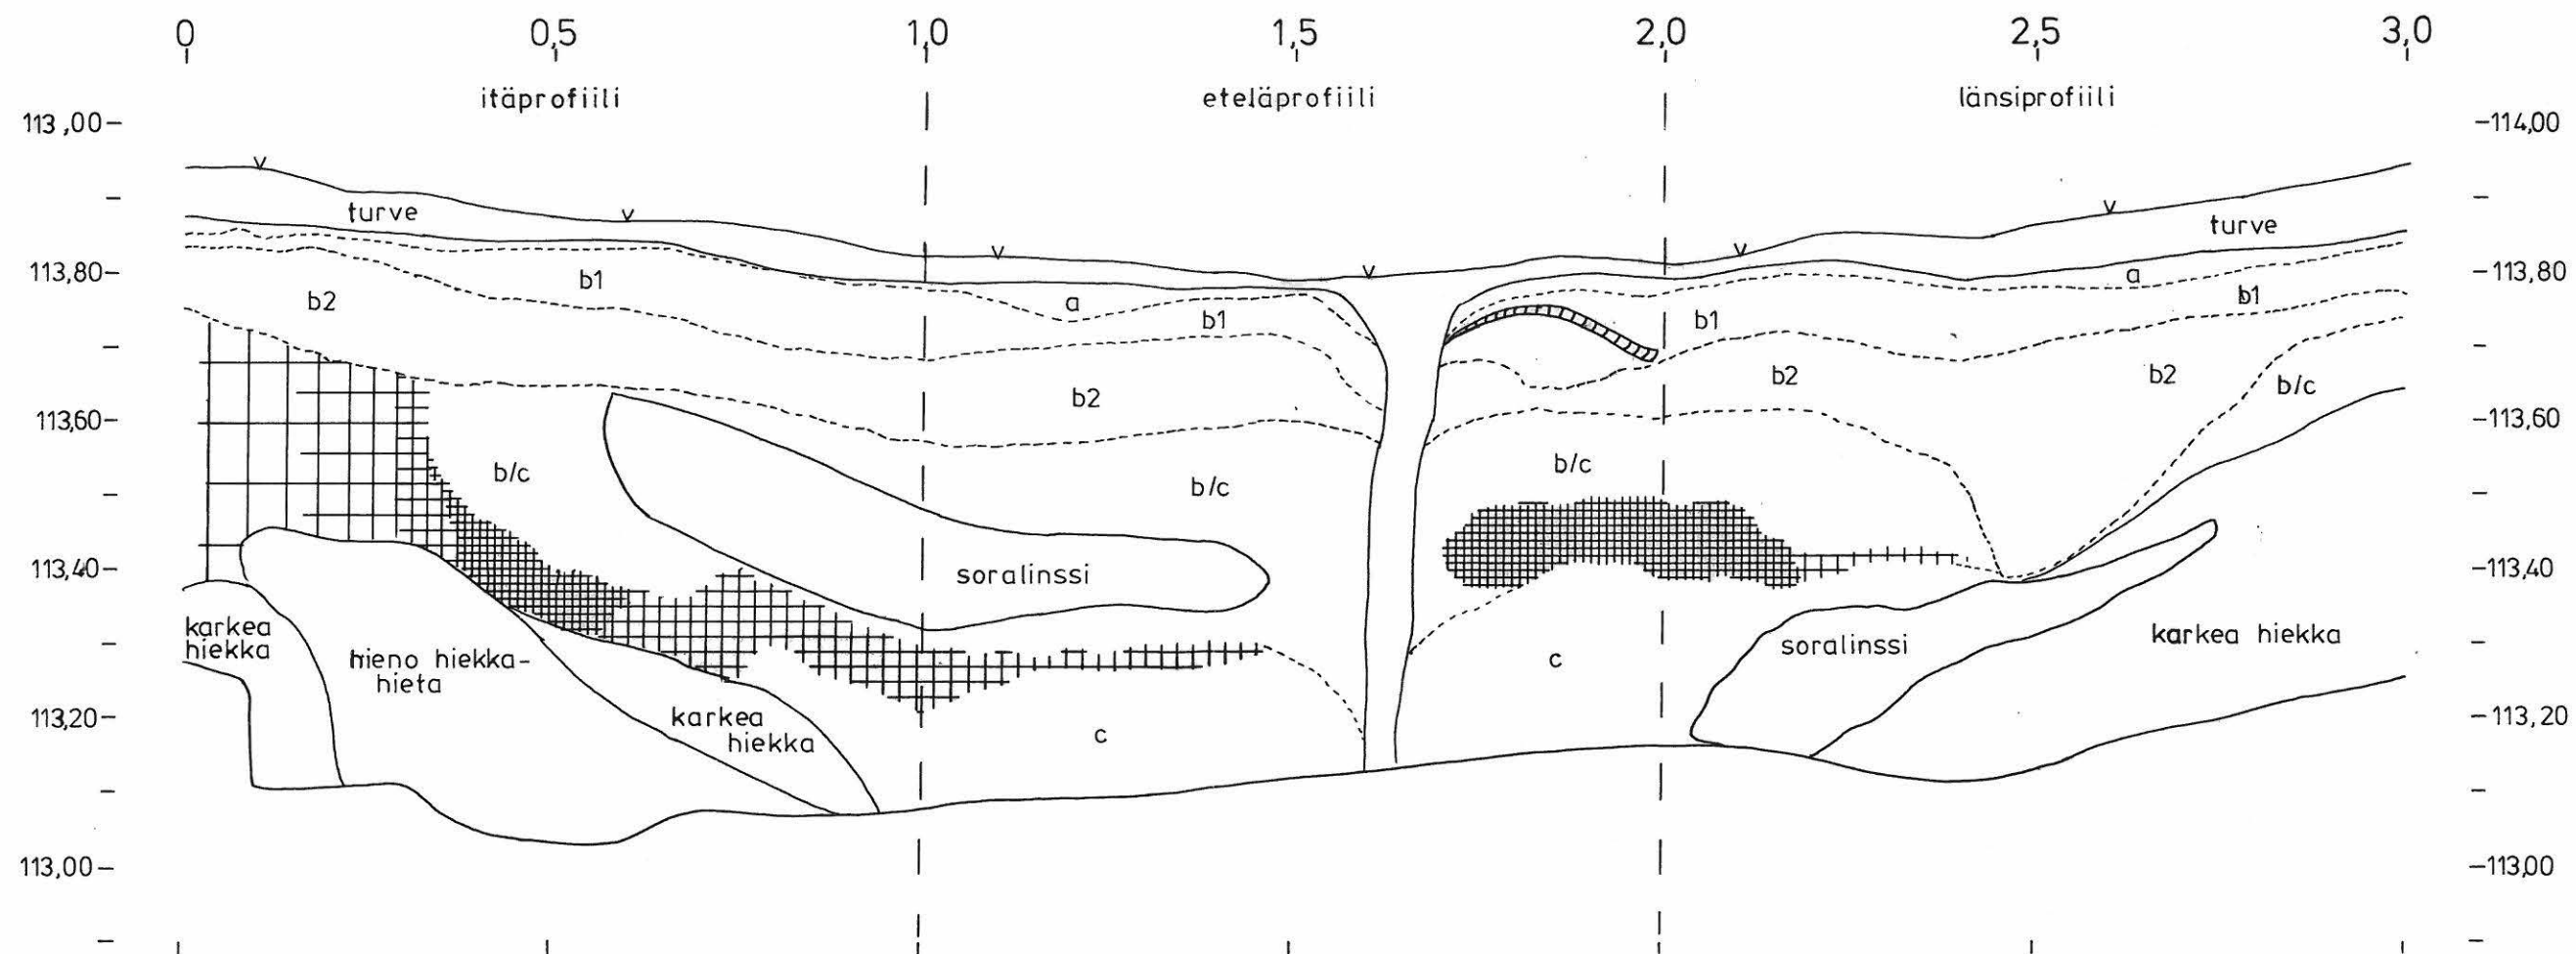 0 0,5 1,0 1,5 2,0 2,5 3,0
itäprofiili eteläprofiili länsiprofiili
113,00 114,00
turve turve
113,80 113,80
b1 a a
b2 b1 b1 b1
b2 b2 b2 b/c
113,60 113,60
b/c b/c b/c
113,40 soralinssi 113,40
karkea
hiekka
hieno hiekka-
hieta
c soralinssi karkea hiekka
113,20 113,20
karkea
hiekka
c
113,00 113,00